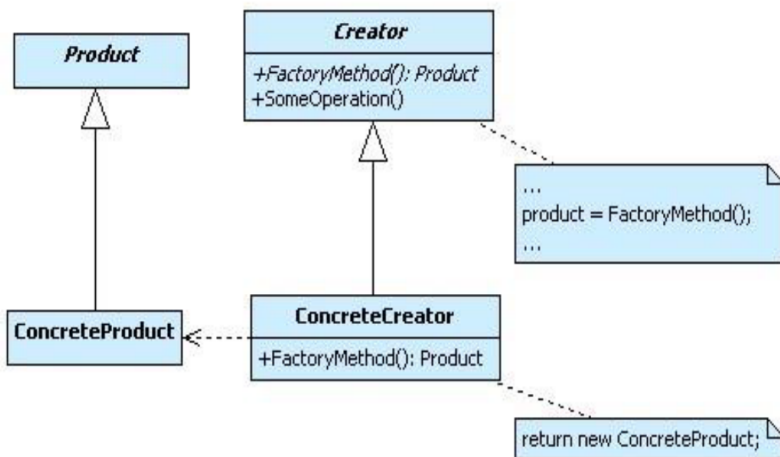 Product
Creator
+FactoryMethod(): Product
+SomeOperation()
...
product = FactoryMethod();
...
ConcreteProduct
ConcreteCreator
+FactoryMethod(): Product
return new ConcreteProduct;